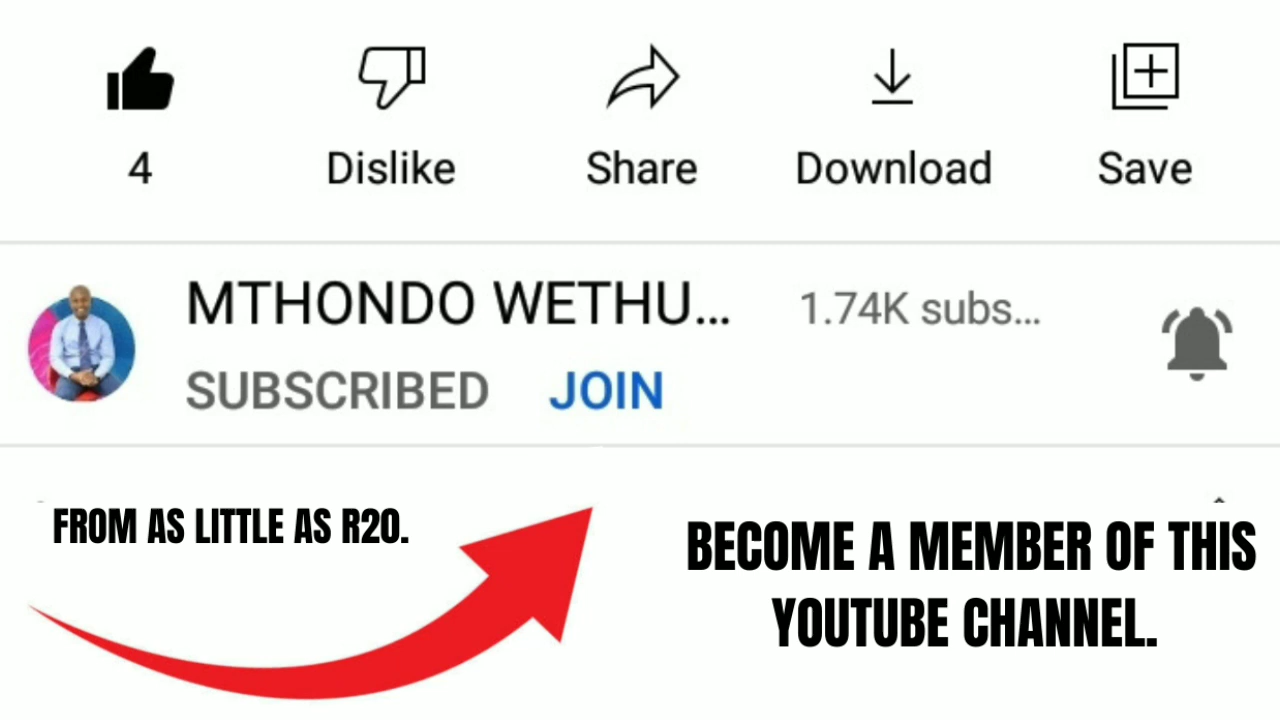 4
Dislike
Share
Download
Save
MTHONDO WETHU...
1.74K subs...
SUBSCRIBED
JOIN
FROM AS LITTLE AS R20.
BECOME A MEMBER OF THIS
YOUTUBE CHANNEL.